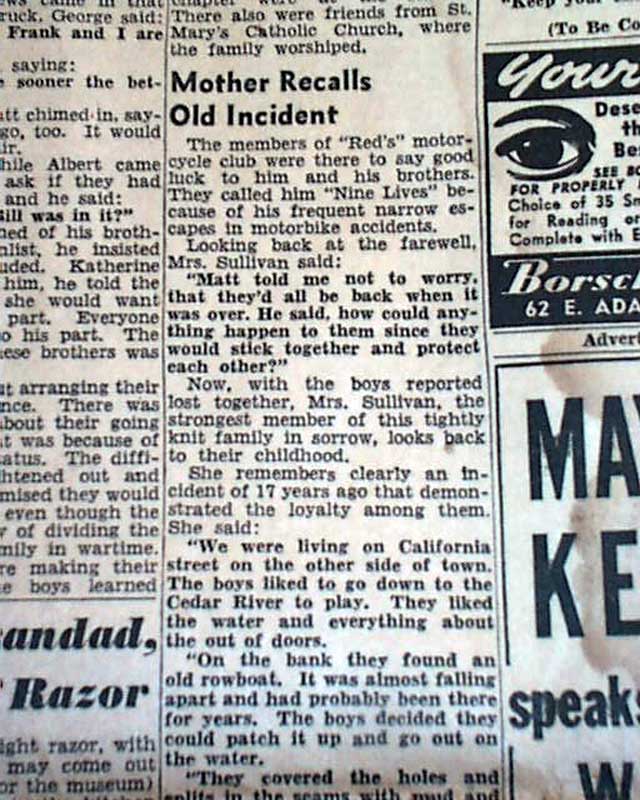 ruck. George said:
Frank and I are
saying:
sooner the bet-
att chimed in, say-
go, too. It would
ir.
hile Albert came
ask if they had
and he said:
Bill was in it?"
ned of his broth-
nlist, he insisted
uded. Katherine
him, he told the
she would want
part. Everyone
o his part. The
ese brothers was
ut arranging their
nce. There was
about their going
t was because of
atus. The diffi-
htened out and
mised they would
even though the
y of dividing the
mily in wartime.
re making their
e boys learned
andad,
Razor
ight razor, with
may come out
or the museum)
There also were friends from St.
Mary's Catholic Church, where
the family worshiped.
Mother Recalls
Old Incident
The members of "Red's" motor-
cycle club were there to say good
luck to him and his brothers.
They called him "Nine Lives" be-
cause of his frequent narrow es-
capes in motorbike accidents.
Looking back at the farewell,
Mrs. Sullivan said:
"Matt told me not to worry,
that they'd all be back when it
was over. He said, how could any-
thing happen to them since they
would stick together and protect
each other?"
Now, with the boys reported
lost together, Mrs. Sullivan, the
strongest member of this tightly
knit family in sorrow, looks back
to their childhood.
She remembers clearly an in-
cident of 17 years ago that demon-
strated the loyalty among them.
She said:
"We were living on California
street on the other side of town.
The boys liked to go down to the
Cedar River to play. They liked
the water and everything about
the out of doors.
"On the bank they found an
old rowboat. It was almost falling
apart and had probably been there
for years. The boys decided they
could patch it up and go out on
the water.
"They covered the holes and
splits in the seams with mud and
(To Be Co
Your
Dese
the
Bes
SEE BO
FOR PROPERLY
Choice of 35 Sm
for Reading or
Complete with E
Borsch
62 E. ADA
Advert
MA
KE
speaks
W